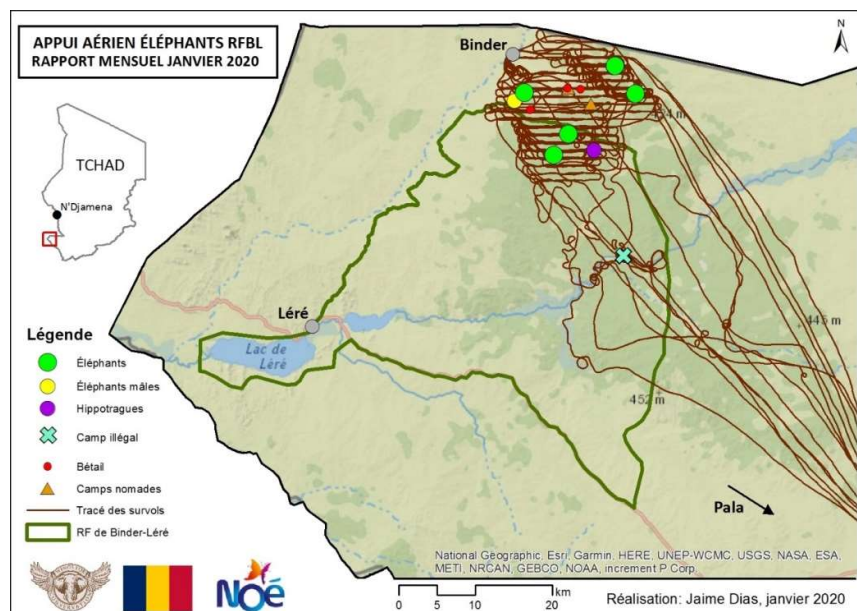 APPUI AÉRIEN ÉLÉPHANTS RFBL
RAPPORT MENSUEL JANVIER 2020
N
Binder
TCHAD
N'Djamena
454 m
Léré
Lac de
Léré
445 m
452 m
Pala
Légende
Éléphants
Éléphants mâles
Hippotragues
Camp illégal
Bétail
Camps nomades
Tracé des survols
RF de Binder-Léré
Noé
National Geographic, Esri, Garmin, HERE, UNEP-WCMC, USGS, NASA, ESA,
METI, NRCAN, GEBCO, NOAA, increment P Corp.
0 5 10 20
km
Réalisation: Jaime Dias, janvier 2020